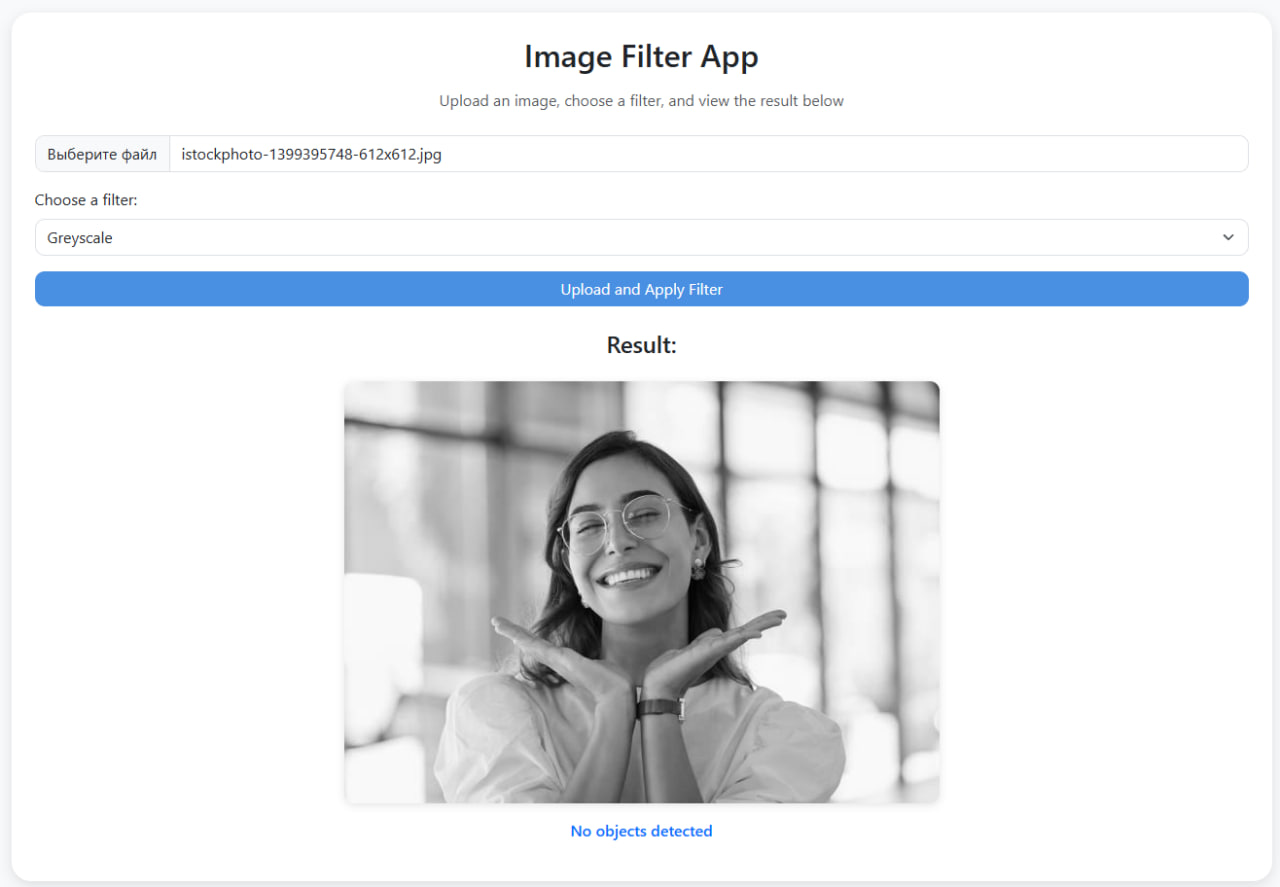 Image Filter App
Upload an image, choose a filter, and view the result below
Выберите файл istockphoto-1399395748-612x612.jpg
Choose a filter:
Greyscale
Upload and Apply Filter
Result:
No objects detected